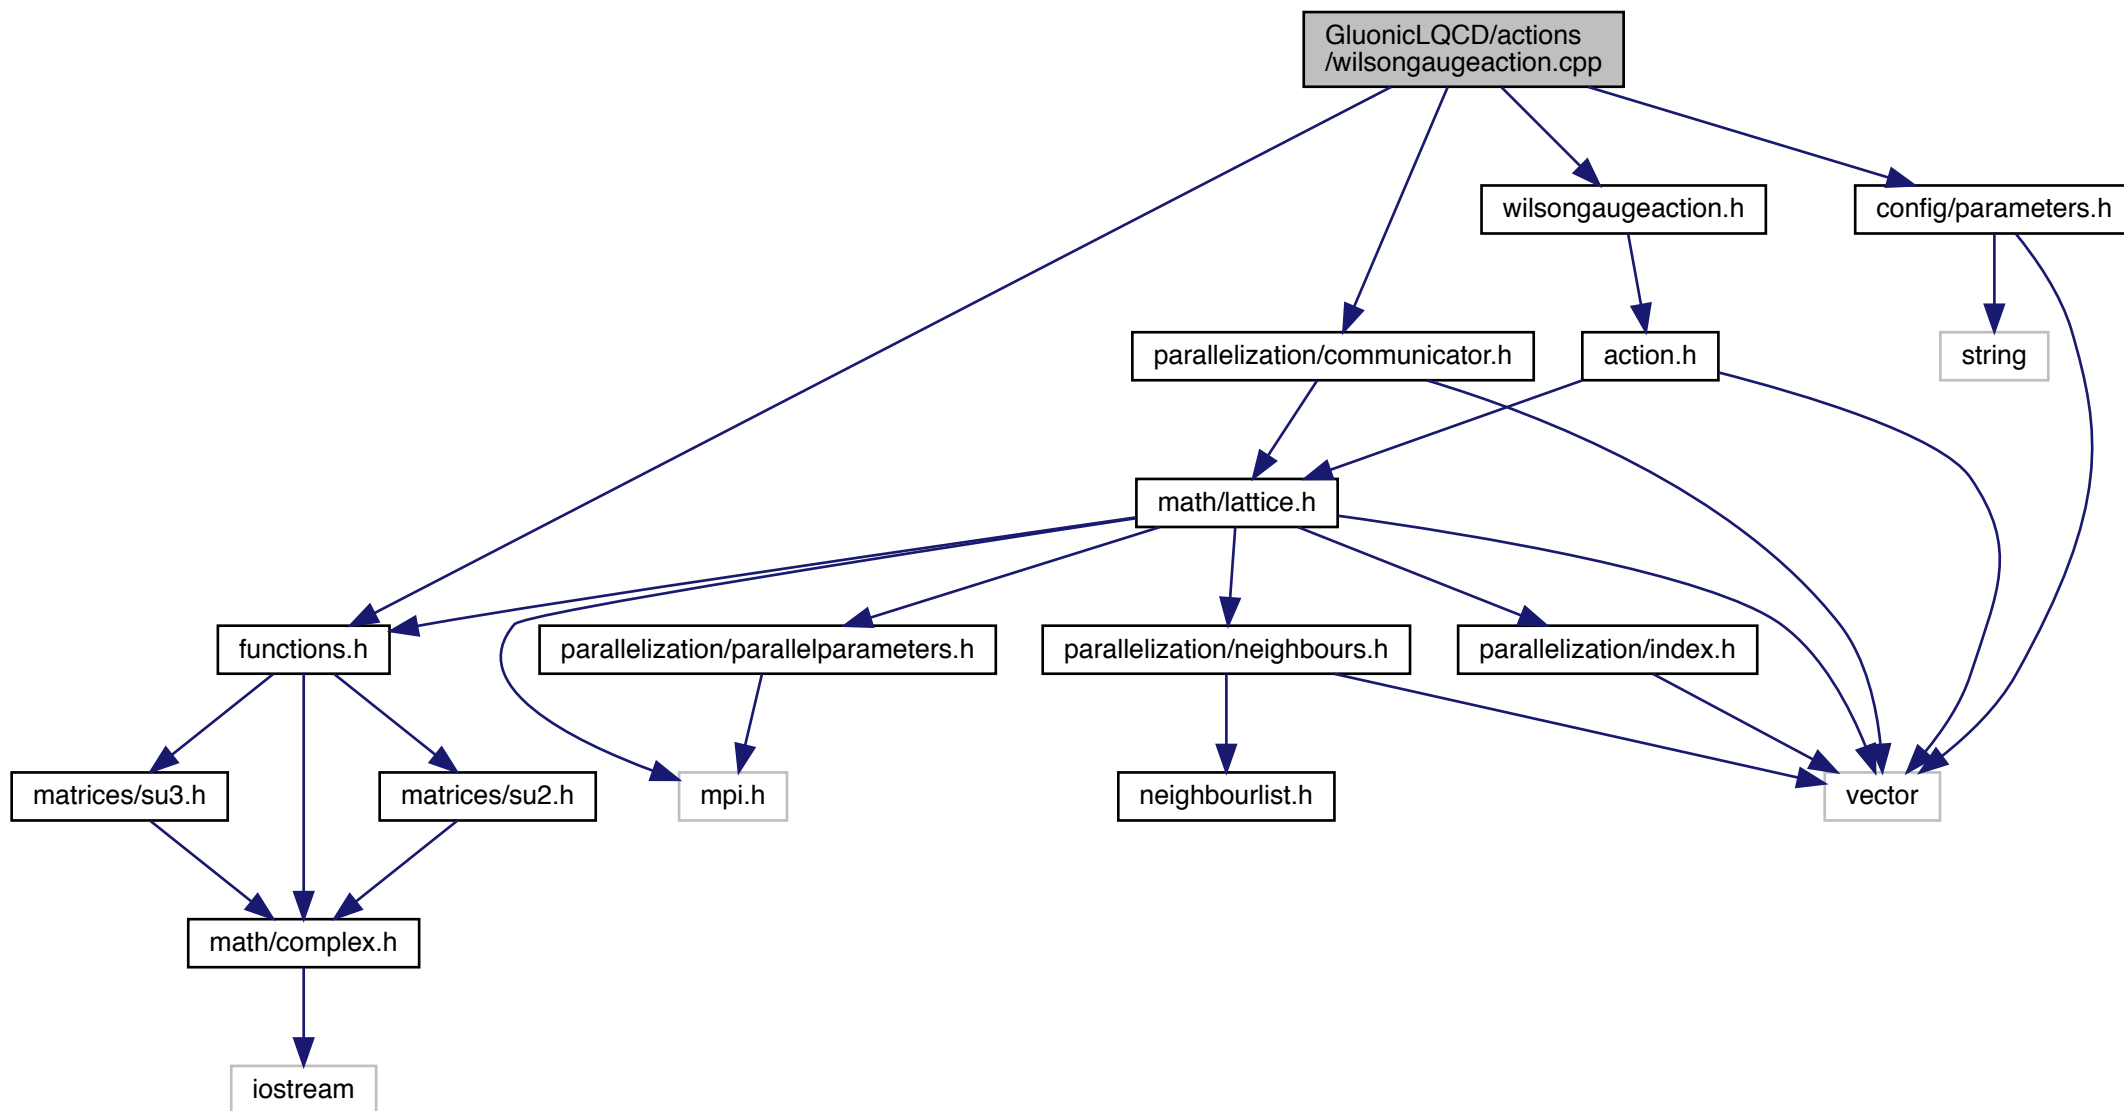 GluonicLQCD/actions
/wilsongaugeaction.cpp
wilsongaugeaction.h
config/parameters.h
parallelization/communicator.h
action.h
string
math/lattice.h
functions.h
parallelization/parallelparameters.h
parallelization/neighbours.h
parallelization/index.h
matrices/su3.h
matrices/su2.h
mpi.h
neighbourlist.h
vector
math/complex.h
iostream